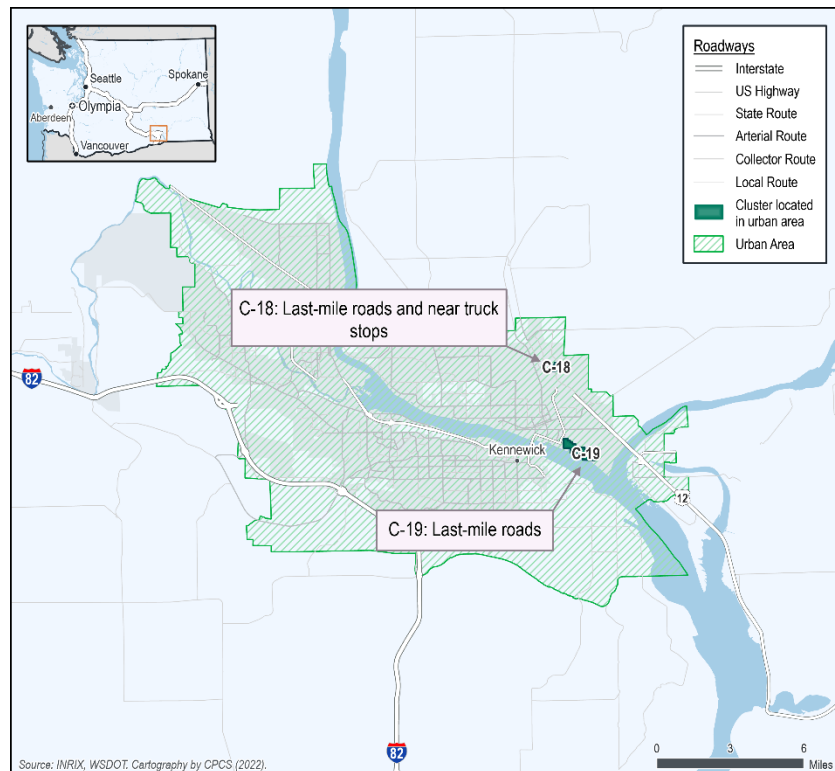 Seattle
Spokane
Olympia
Aberdeen
Vancouver
Roadways
Interstate
US Highway
State Route
Arterial Route
Collector Route
Local Route
Cluster located
in urban area
Urban Area
C-18: Last-mile roads and near truck
stops
82
C-18
Kennewick
C-19
12
C-19: Last-mile roads
82
Source: INRIX, WSDOT. Cartography by CPCS (2022).
0 3 6
Miles